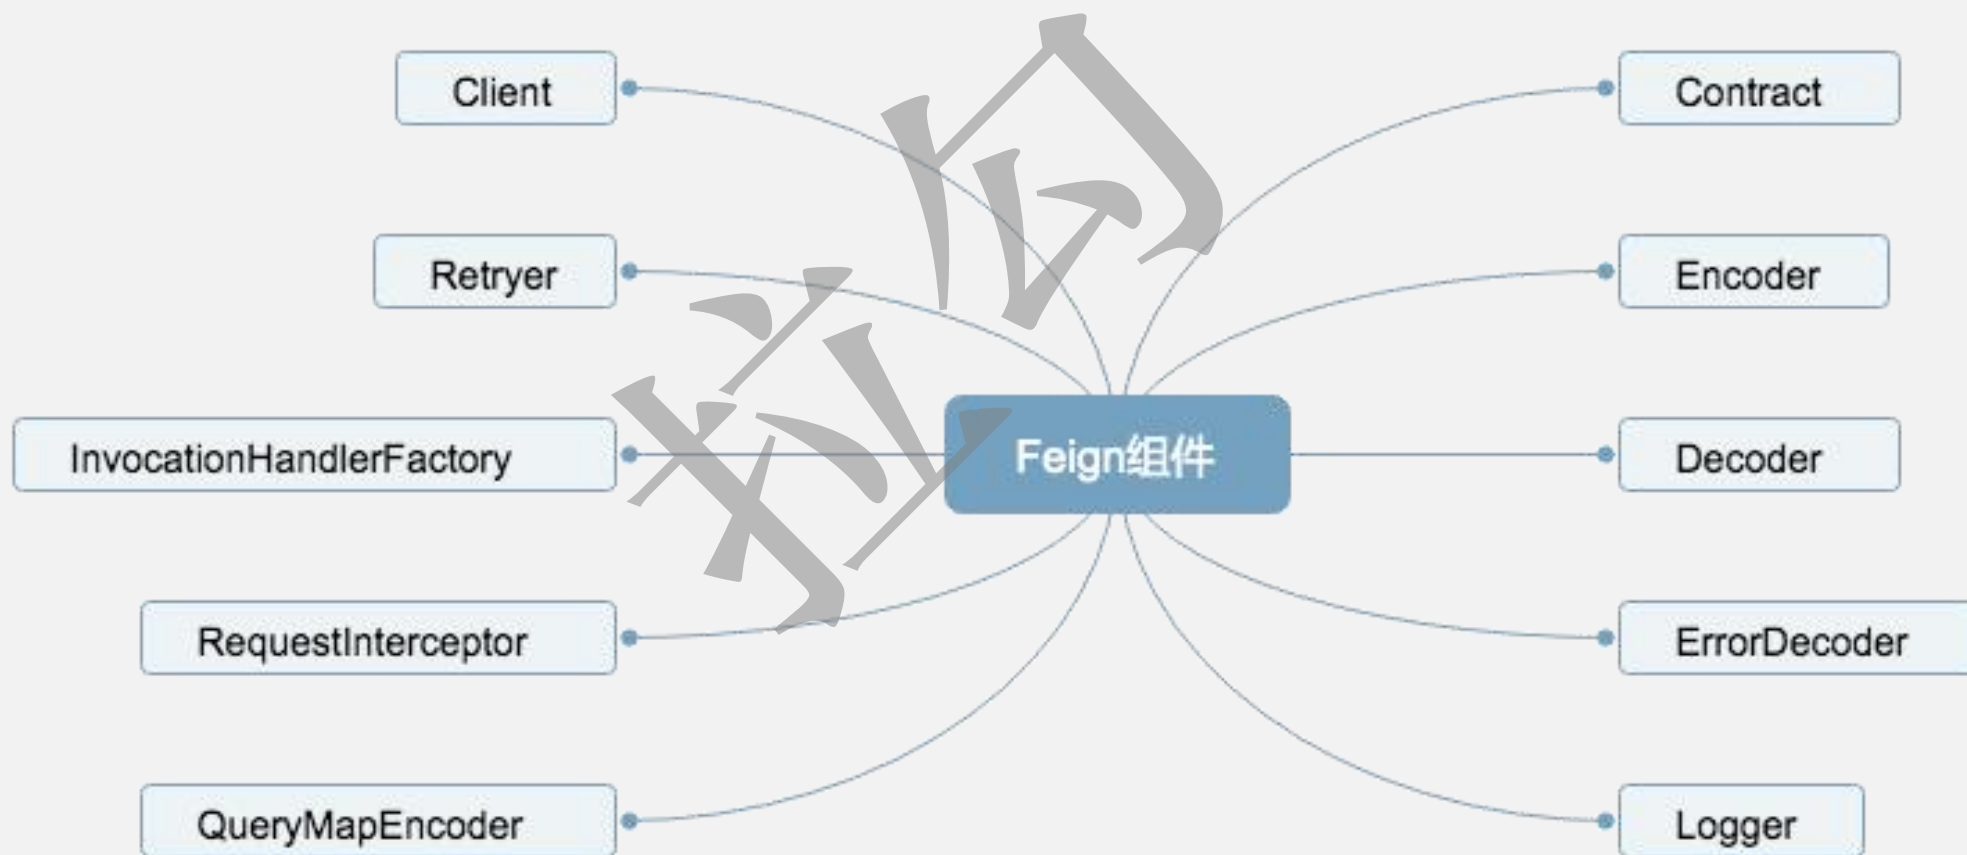 Client
Retryer
InvocationHandlerFactory
RequestInterceptor
QueryMapEncoder
Feign组件
Contract
Encoder
Decoder
ErrorDecoder
Logger
拉勾